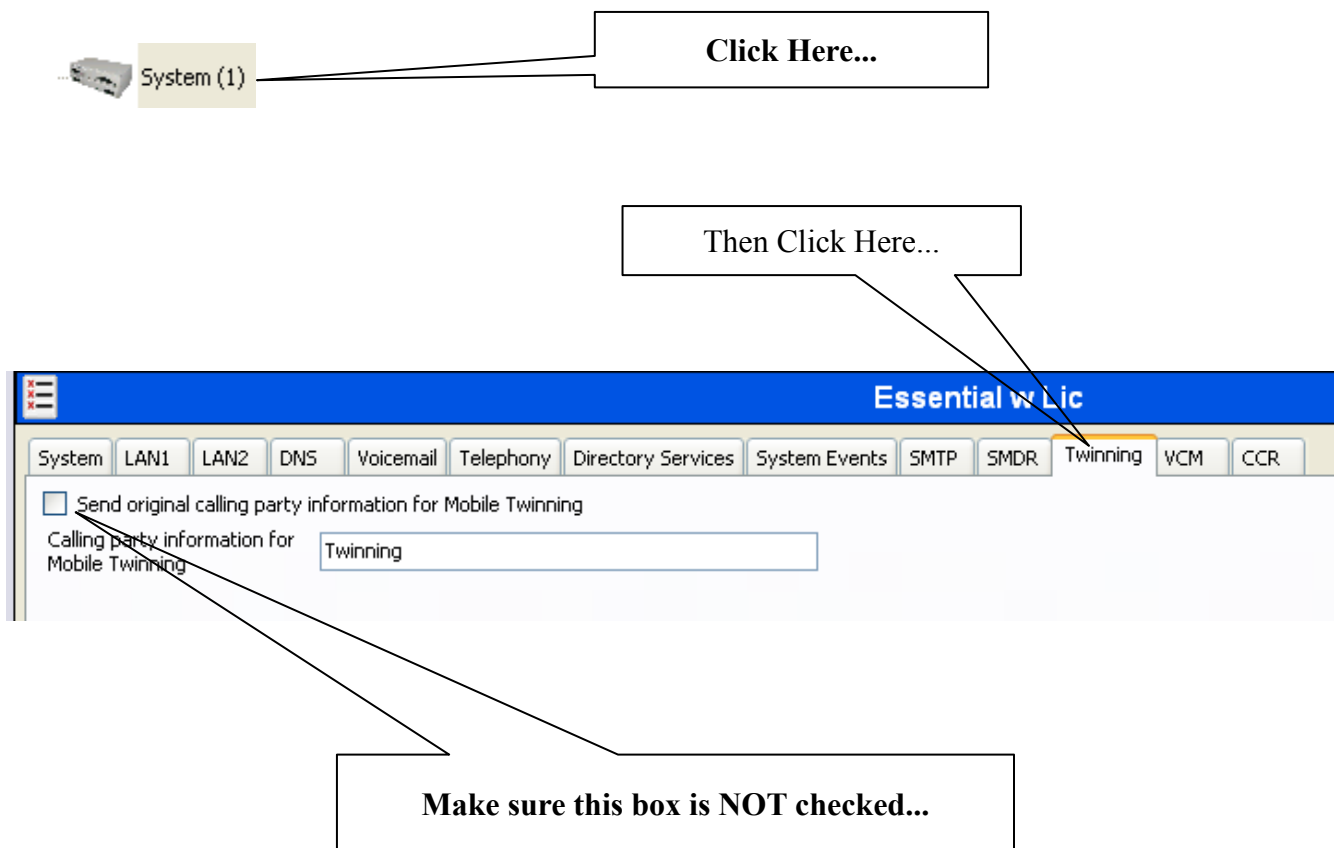 Click Here...
System (1)
Then Click Here...
Essential w Lic
System LAN1 LAN2 DNS Voicemail Telephony Directory Services System Events SMTP SMDR Twinning VCM CCR
Send original calling party information for Mobile Twinning
Calling party information for
Mobile Twinning
Twinning
Make sure this box is NOT checked...